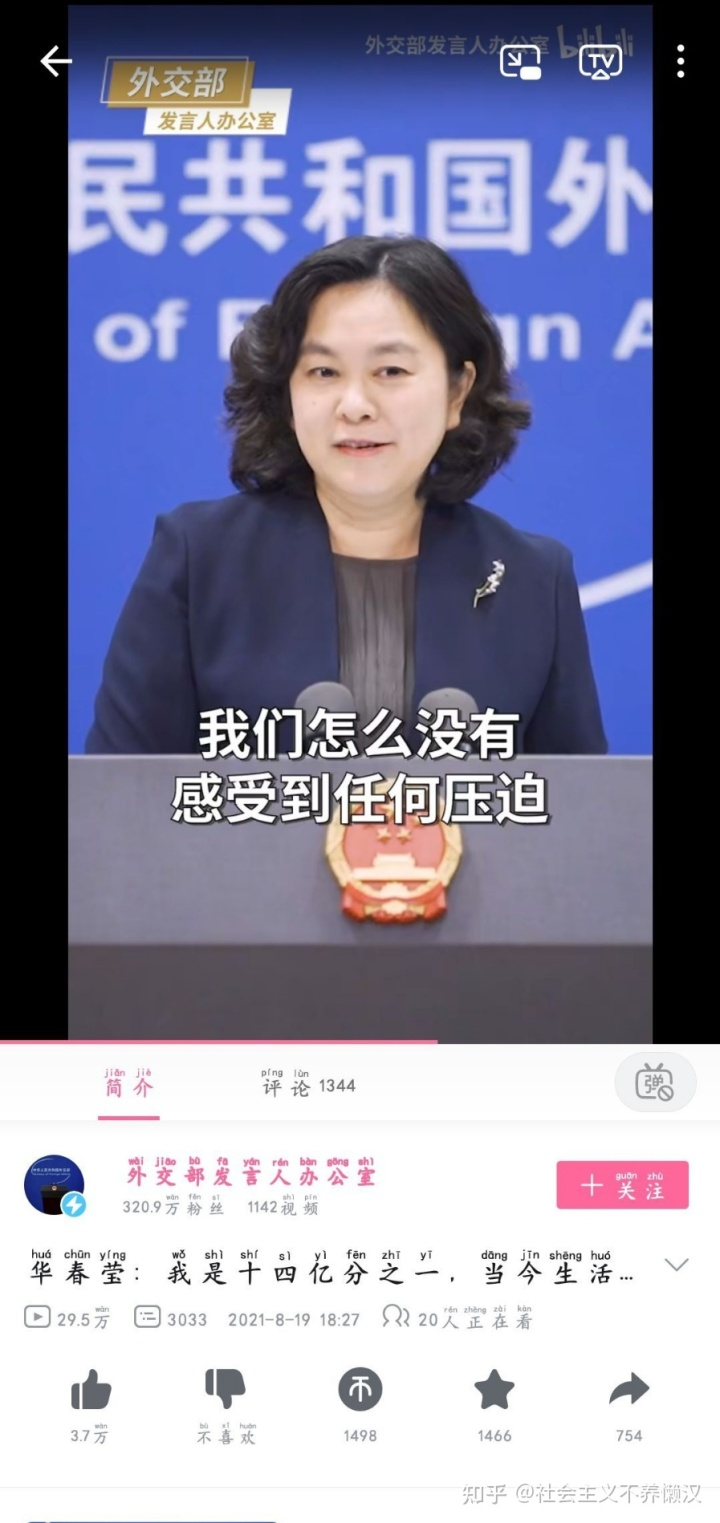 外交部发言人办公室 bilibili
外交部
发言人办公室
TV
民共和国外
of F    gn A
我们怎么没有
感受到任何压迫
jiǎn jiè píng lùn
简介 评论 1344 弹
wài jiāo bù fā yán rén bàn gōng shì
外交部发言人办公室
guān zhù
+ 关注
wàn fěn sī shì pín
320.9万粉丝 1142视频
huá chūn yíng wǒ shì shí sì yì fēn zhī yī dāng jīn shēng huó
华春莹：我是十四亿分之一，当今生活...
wàn rén zhèng zài kàn
29.5万 3033 2021-8-19 18:27 20人正在看
wàn bù xǐ huān
3.7万 不喜欢 1498 1466 754
知乎 @社会主义不养懒汉